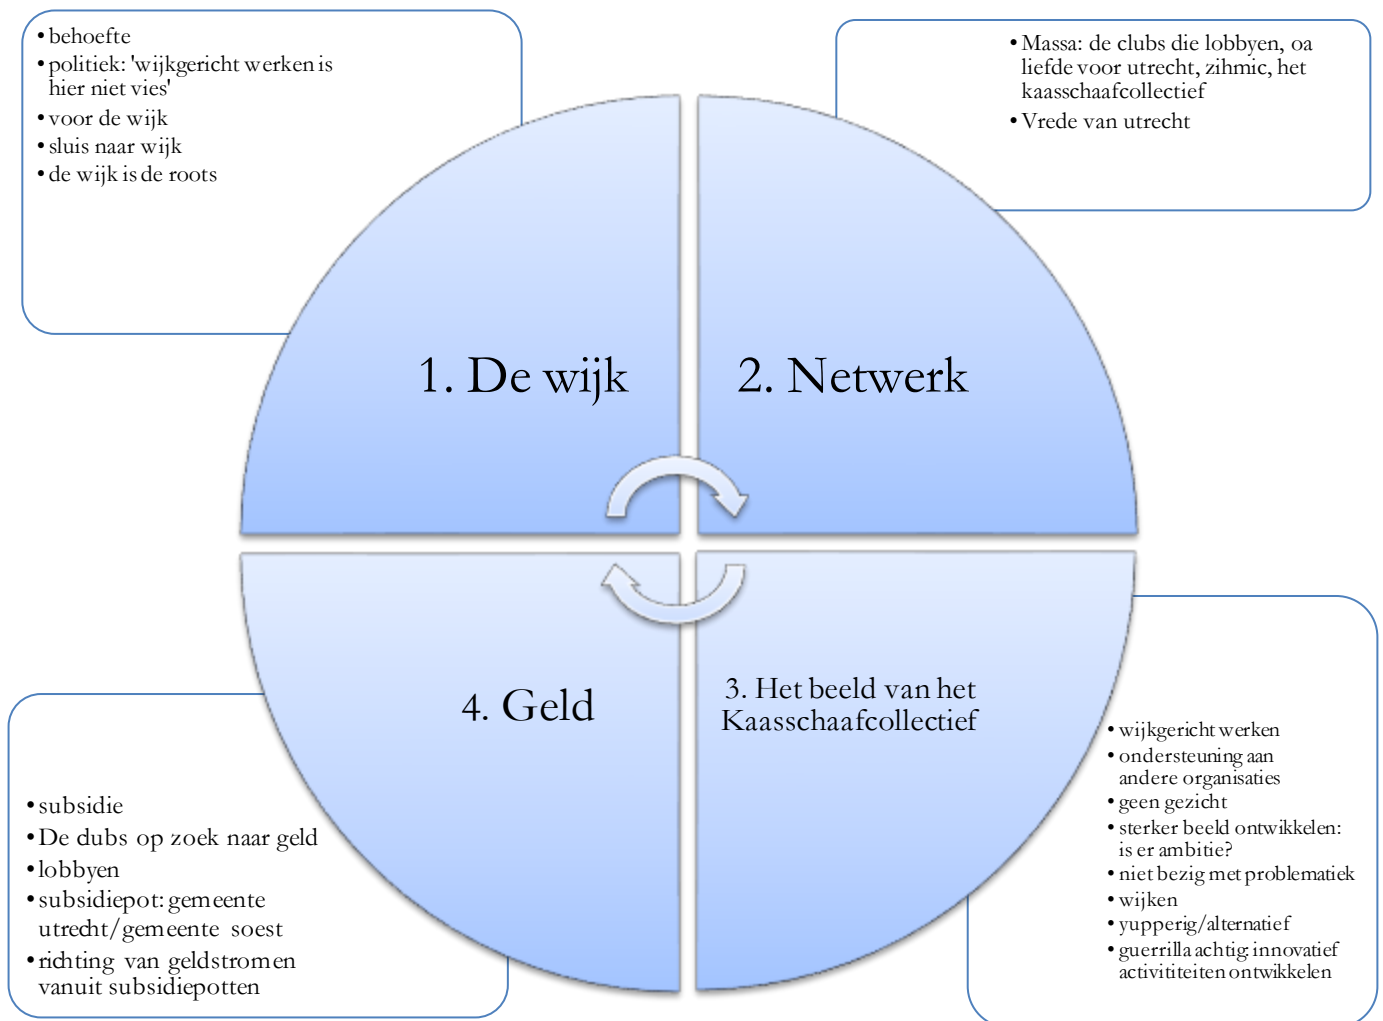 • behoefte
• politiek: 'wijkgericht werken is
hier niet vies'
• voor de wijk
• sluis naar wijk
• de wijk is de roots
• Massa: de clubs die lobbyen, oa
liefde voor utrecht, zihmic, het
kaasschaafcollectief
• Vrede van utrecht
1. De wijk
2. Netwerk
4. Geld
3. Het beeld van het
Kaasschaafcollectief
• subsidie
• De clubs op zoek naar geld
• lobbyen
• subsidiepot: gemeente
utrecht/gemeente soest
• richting van geldstromen
vanuit subsidiepotten
• wijkgericht werken
• ondersteuning aan
andere organisaties
• geen gezicht
• sterker beeld ontwikkelen:
is er ambitie?
• niet bezig met problematiek
• wijken
• yupperig/alternatief
• guerrilla achtig innovatief
activititeiten ontwikkelen